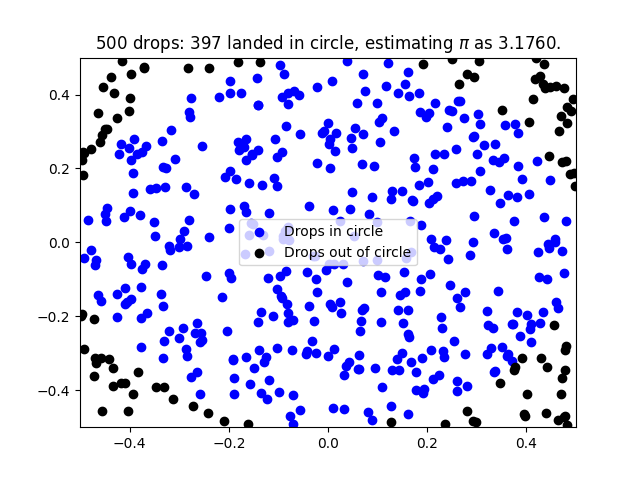 500 drops: 397 landed in circle, estimating π as 3.1760.
0.4
0.2
0.0
−0.2
−0.4
Drops in circle
Drops out of circle
−0.4 −0.2 0.0 0.2 0.4